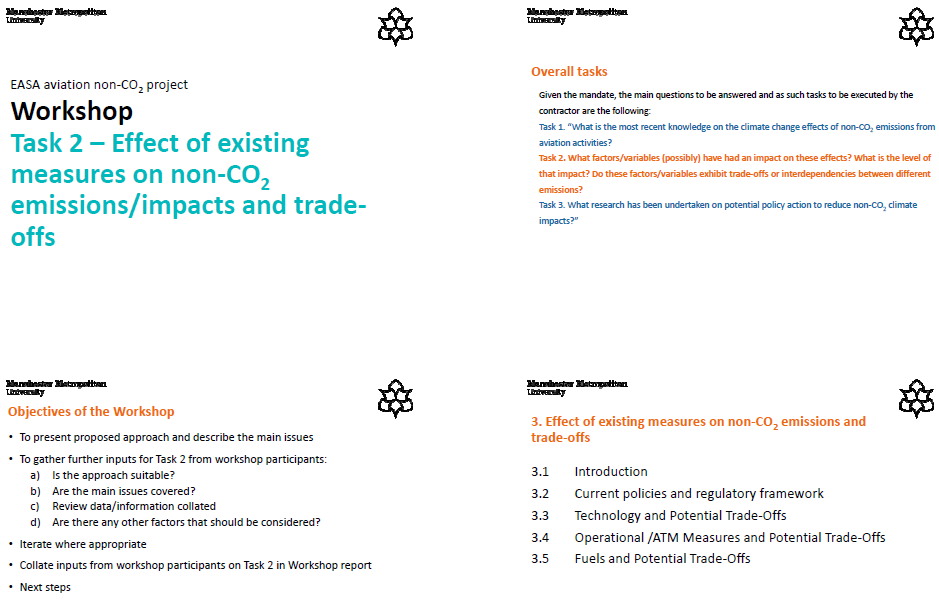 Manchester Metropolitan
University
EASA aviation non-CO2 project
Workshop
Task 2 – Effect of existing
measures on non-CO2
emissions/impacts and trade-
offs
Manchester Metropolitan
University
Overall tasks
Given the mandate, the main questions to be answered and as such tasks to be executed by the
contractor are the following:
Task 1. “What is the most recent knowledge on the climate change effects of non-CO2 emissions from
aviation activities?
Task 2. What factors/variables (possibly) have had an impact on these effects? What is the level of
that impact? Do these factors/variables exhibit trade-offs or interdependencies between different
emissions?
Task 3. What research has been undertaken on potential policy action to reduce non-CO2 climate
impacts?”
Manchester Metropolitan
University
Objectives of the Workshop
• To present proposed approach and describe the main issues
• To gather further inputs for Task 2 from workshop participants:
a) Is the approach suitable?
b) Are the main issues covered?
c) Review data/information collated
d) Are there any other factors that should be considered?
• Iterate where appropriate
• Collate inputs from workshop participants on Task 2 in Workshop report
• Next steps
Manchester Metropolitan
University
3. Effect of existing measures on non-CO2 emissions and
trade-offs
3.1 Introduction
3.2 Current policies and regulatory framework
3.3 Technology and Potential Trade-Offs
3.4 Operational /ATM Measures and Potential Trade-Offs
3.5 Fuels and Potential Trade-Offs